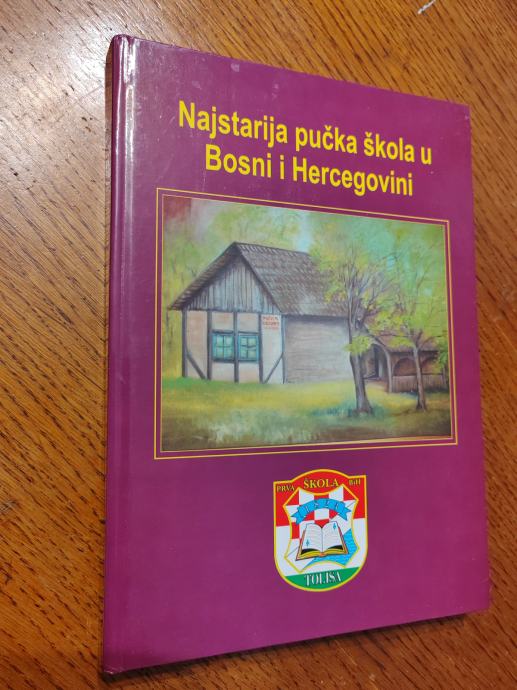 Najstarija pučka škola u
Bosni i Hercegovini
PRVA ŠKOLA BiH
TOLISA